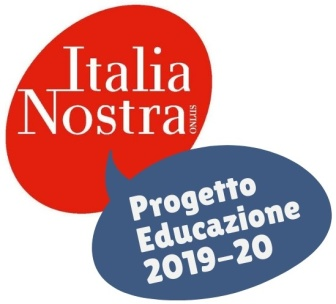 Italia
Nostra
ONLUS
Progetto
Educazione
2019-20